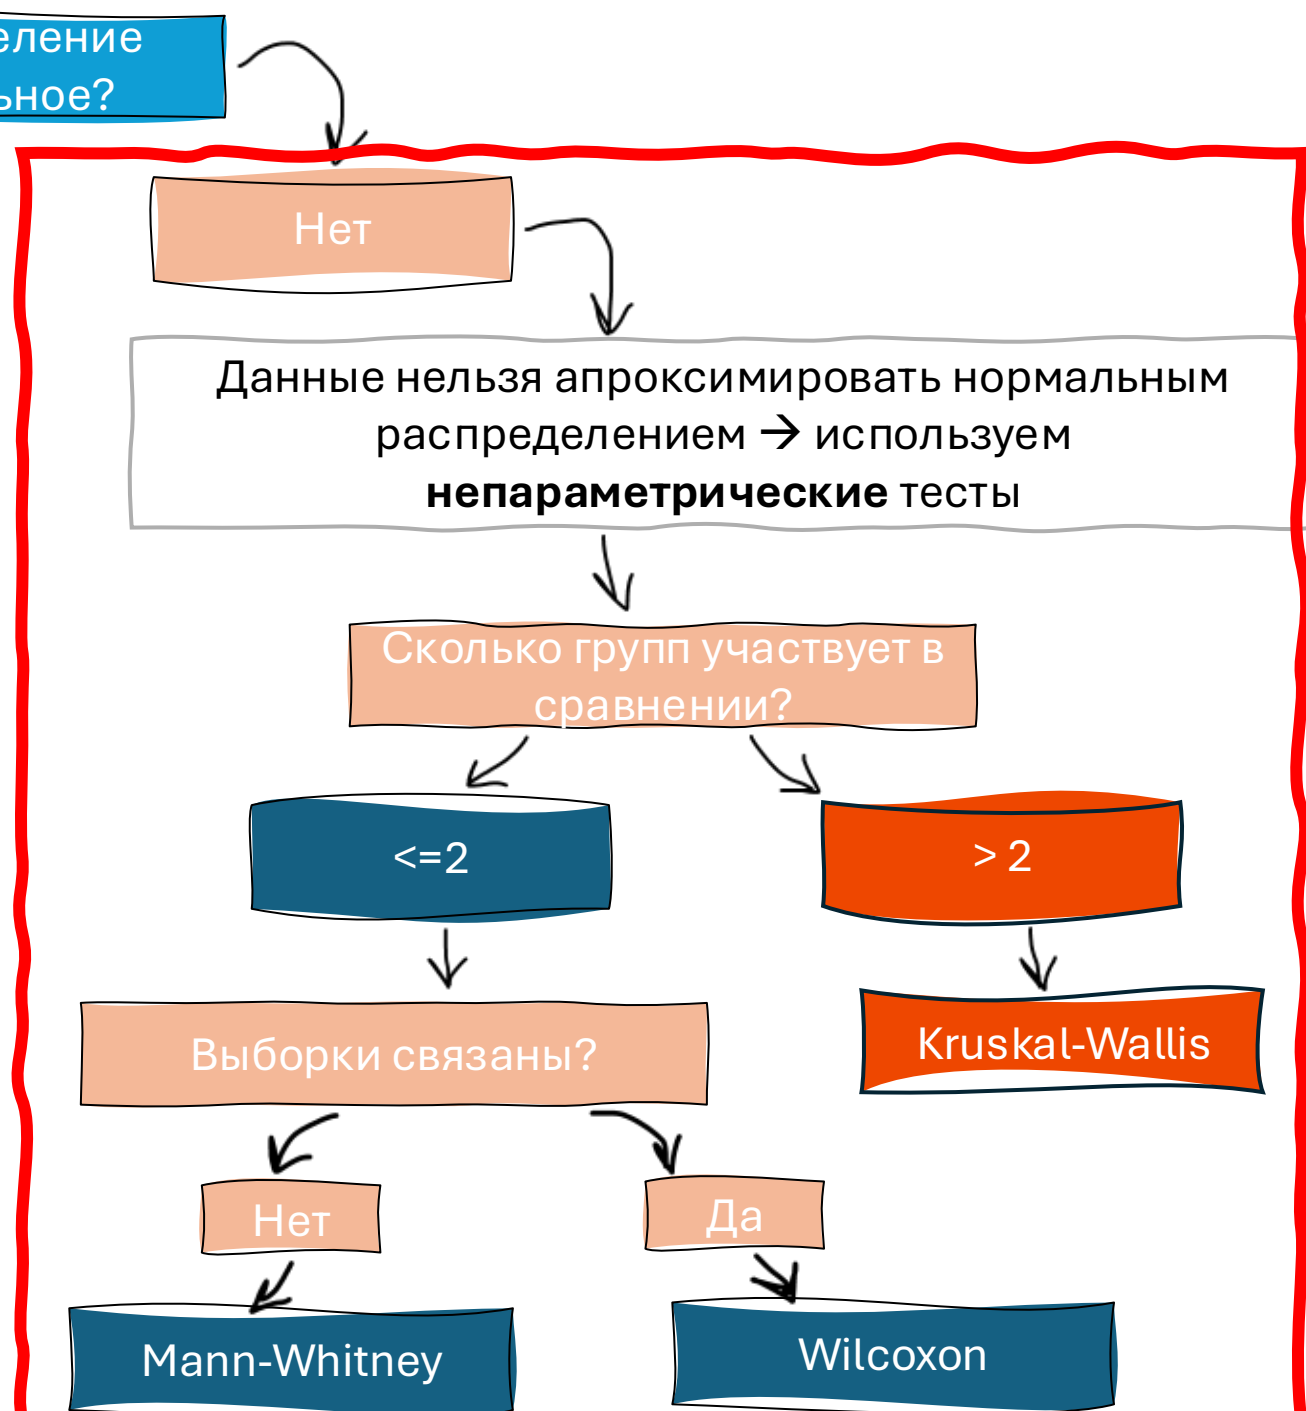 еление
ьное?
Нет
Данные нельзя апроксимировать нормальным
распределением → используем
непараметрические тесты
Сколько групп участвует в
сравнении?
<=2
> 2
Выборки связаны?
Kruskal-Wallis
Нет
Да
Mann-Whitney
Wilcoxon